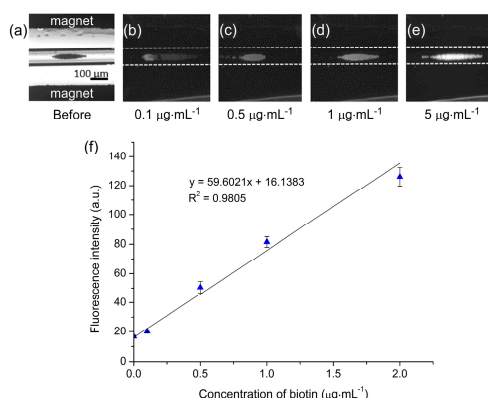 (a) (b) (c) (d) (e)
magnet
100 µm
magnet
Before 0.1 µg·mL⁻¹ 0.5 µg·mL⁻¹ 1 µg·mL⁻¹ 5 µg·mL⁻¹
(f)
140
120
100
80
60
40
20
0
y = 59.6021x + 16.1383
R² = 0.9805
Fluorescence intensity (a.u.)
0.0 0.5 1.0 1.5 2.0
Concentration of biotin (µg·mL⁻¹)